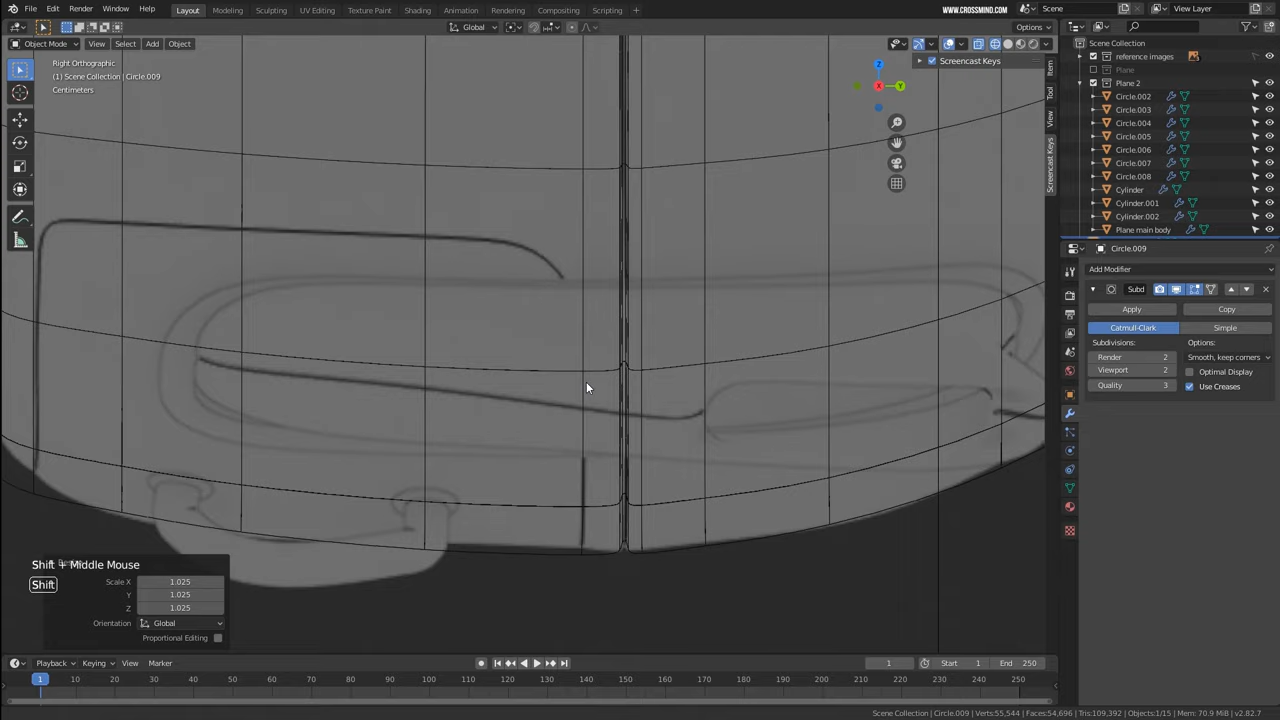 File Edit Render Window Help Layout Modeling Sculpting UV Editing Texture Paint Shading Animation Rendering Compositing Scripting + WWW.CROSSMIND.COM Scene View Layer
Global Options
Object Mode View Select Add Object
Right Orthographic
(1) Scene Collection | Circle.009
Centimeters
Screencast Keys
Z
X
Y
Item
Tool
View
Screencast Keys
Scene Collection
reference images
Plane
Plane 2
Circle.002
Circle.003
Circle.004
Circle.005
Circle.006
Circle.007
Circle.008
Cylinder
Cylinder.001
Cylinder.002
Plane main body
Circle.009
Add Modifier
Subd
Apply Copy
Catmull-Clark Simple
Subdivisions: Options:
Render 2 Smooth, keep corners
Viewport 2 Optimal Display
Quality 3 Use Creases
Shift + Middle Mouse
Shift
Scale X 1.025
Y 1.025
Z 1.025
Orientation Global
Proportional Editing
Playback Keying View Marker 1 Start 1 End 250
1 10 20 30 40 50 60 70 80 90 100 110 120 130 140 150 160 170 180 190 200 210 220 230 240 250
Scene Collection | Circle.009 | Verts:55,544 | Faces:54,696 | Tris:109,392 | Objects:1/15 | Mem: 70.9 MiB | v2.82.7